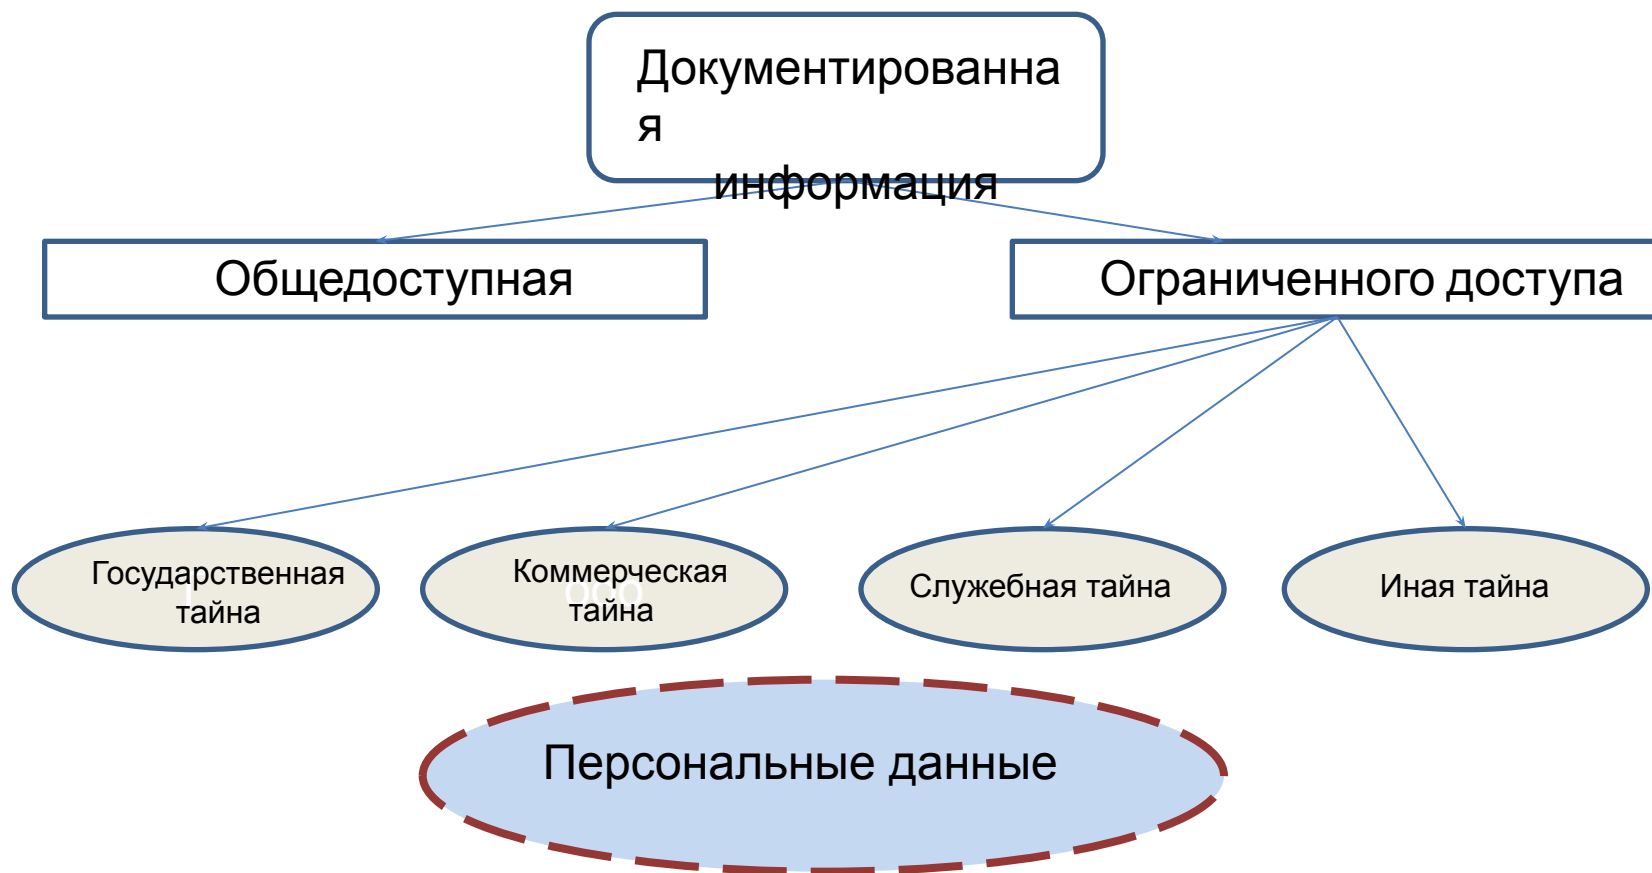 Документированна
я
информация
Общедоступная
Ограниченного доступа
Государственная
тайна
Коммерческая
тайна
Служебная тайна
Иная тайна
Персональные данные